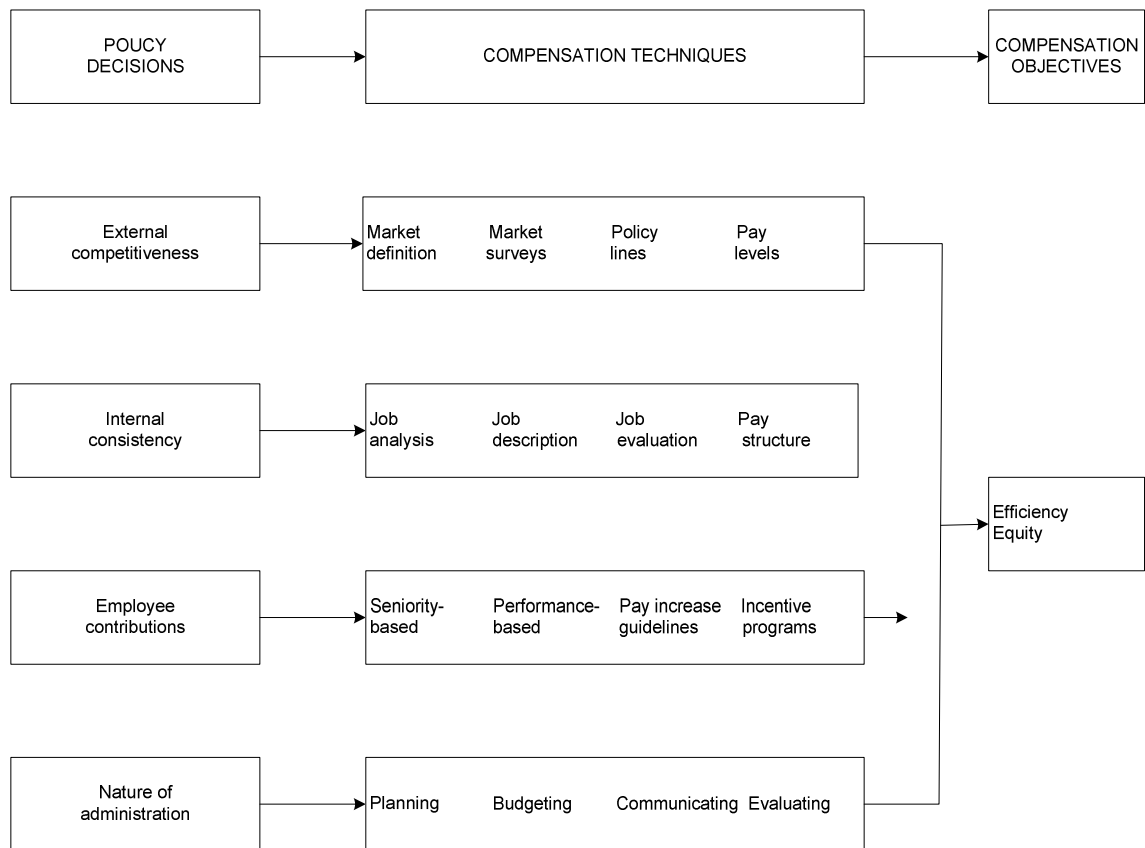 POUCY
DECISIONS
COMPENSATION TECHNIQUES
COMPENSATION
OBJECTIVES
External
competitiveness
Market
definition
Market
surveys
Policy
lines
Pay
levels
Internal
consistency
Job
analysis
Job
description
Job
evaluation
Pay
structure
Efficiency
Equity
Employee
contributions
Seniority-
based
Performance-
based
Pay increase
guidelines
Incentive
programs
Nature of
administration
Planning
Budgeting
Communicating
Evaluating